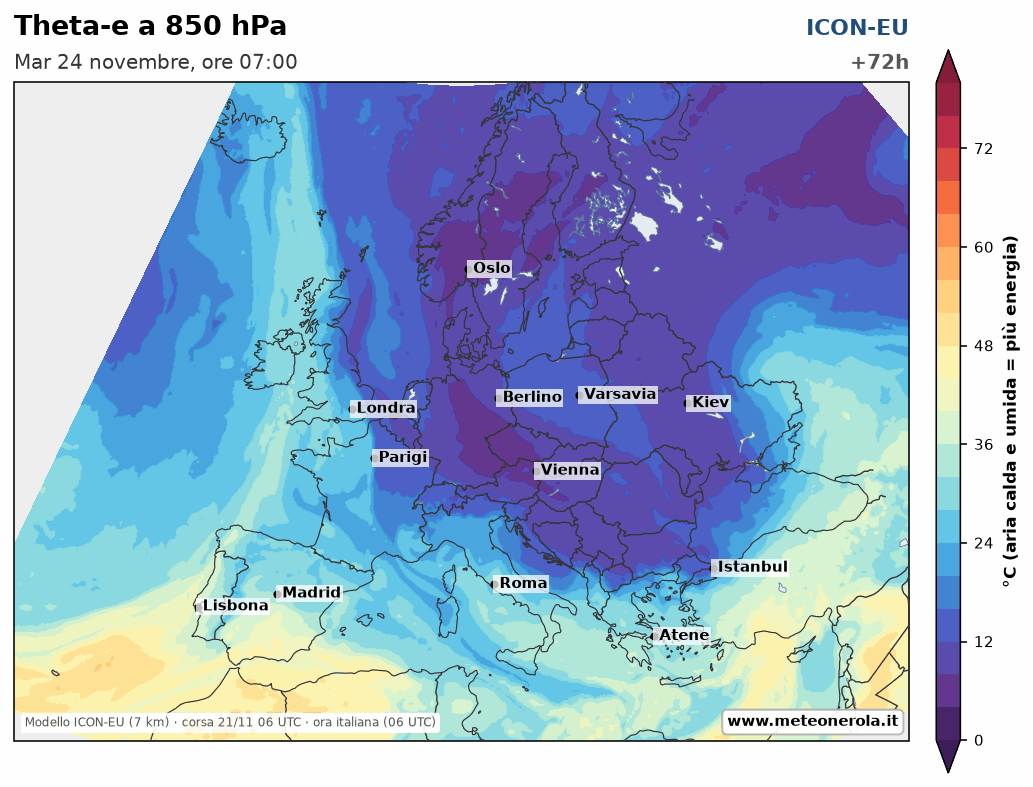 Theta-e a 850 hPa
ICON-EU
Mar 24 novembre, ore 07:00
+72h
72
60
48
36
24
12
0
°C (aria calda e umida = più energia)
Oslo
Berlino
Varsavia
Kiev
Londra
Parigi
Vienna
Istanbul
Roma
Madrid
Lisbona
Atene
Modello ICON-EU (7 km) · corsa 21/11 06 UTC · ora italiana (06 UTC)
www.meteonerola.it